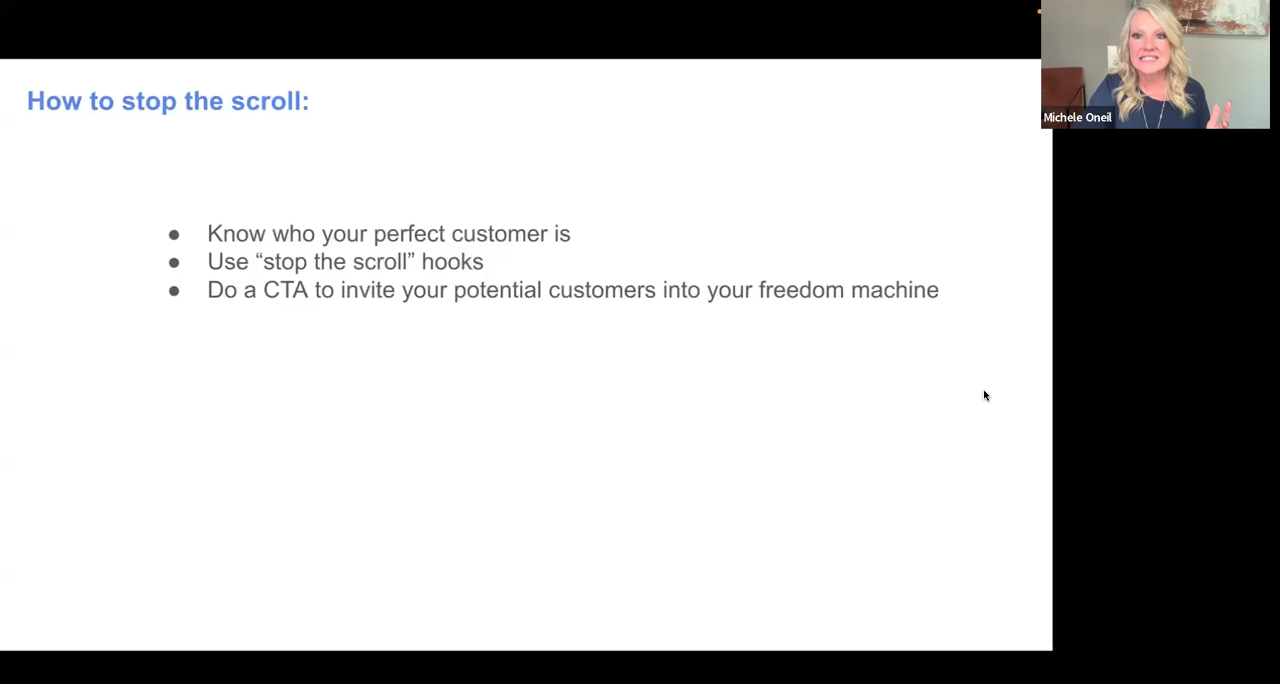 How to stop the scroll:
Michele Oneil
● Know who your perfect customer is
● Use “stop the scroll” hooks
● Do a CTA to invite your potential customers into your freedom machine